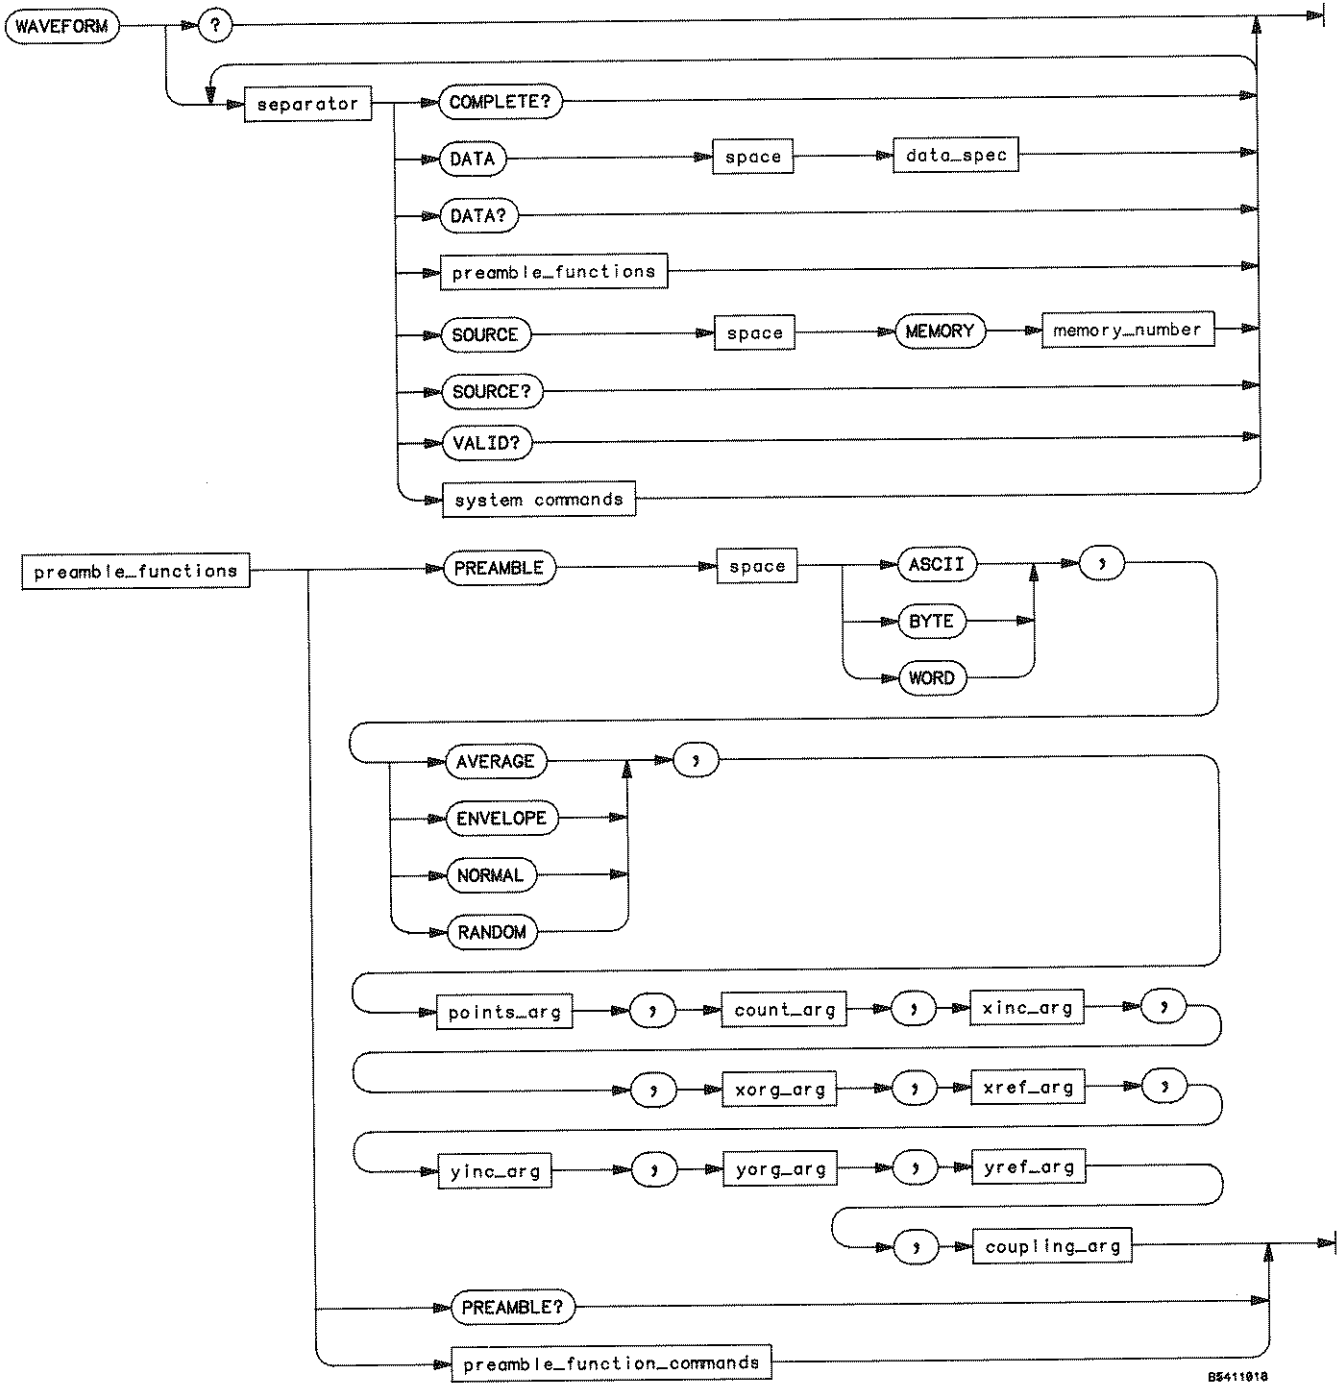 WAVEFORM ?
separator COMPLETE?
DATA space data_spec
DATA?
preamble_functions
SOURCE space MEMORY memory_number
SOURCE?
VALID?
system commands
preamble_functions PREAMBLE space ASCII ,
BYTE
WORD
AVERAGE ,
ENVELOPE
NORMAL
RANDOM
points_arg , count_arg , xinc_arg ,
, xorg_arg , xref_arg ,
yinc_arg , yorg_arg , yref_arg
, coupling_arg
PREAMBLE?
preamble_function_commands
B5411018